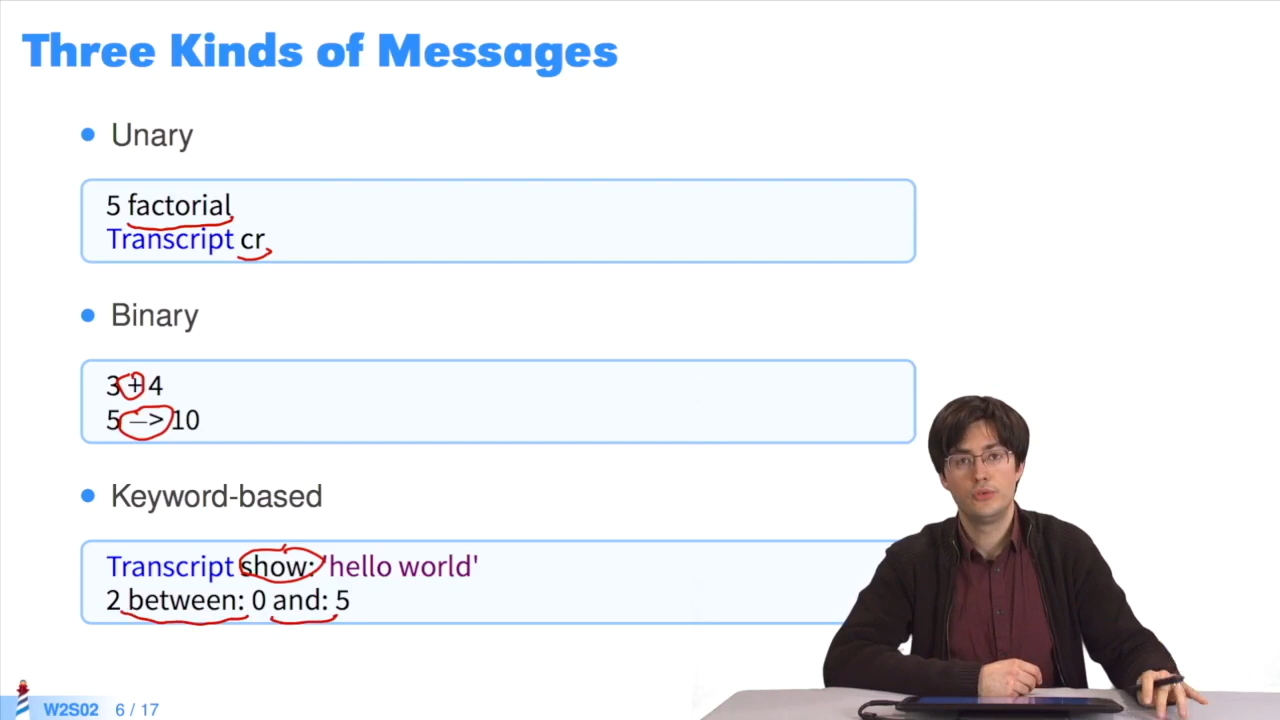 Three Kinds of Messages
Unary
5 factorial
Transcript cr
Binary
3 + 4
5 —> 10
Keyword-based
Transcript show: 'hello world'
2 between: 0 and: 5
W2S02 6 / 17